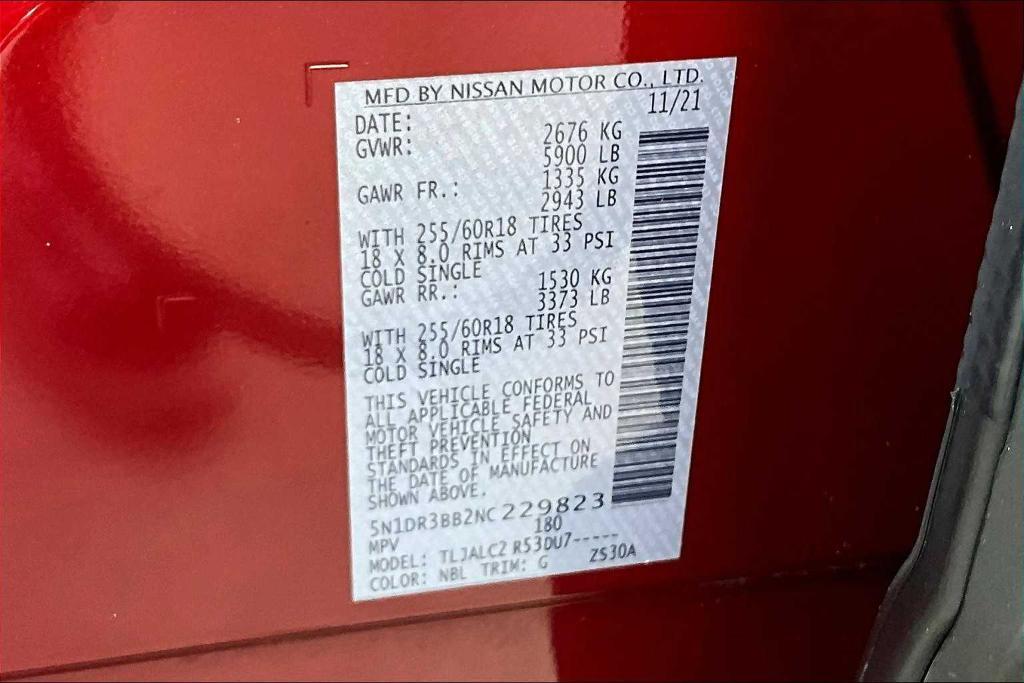 MFD BY NISSAN MOTOR CO., LTD.
DATE: 11/21
GVWR: 2676 KG
5900 LB
GAWR FR.: 1335 KG
2943 LB
WITH 255/60R18 TIRES
18 X 8.0 RIMS AT 33 PSI
COLD SINGLE
GAWR RR.: 1530 KG
3373 LB
WITH 255/60R18 TIRES
18 X 8.0 RIMS AT 33 PSI
COLD SINGLE
THIS VEHICLE CONFORMS TO
ALL APPLICABLE FEDERAL
MOTOR VEHICLE SAFETY AND
THEFT PREVENTION
STANDARDS IN EFFECT ON
THE DATE OF MANUFACTURE
SHOWN ABOVE.
5N1DR3BB2NC229823
MPV 180
MODEL: TLJALC2 R53DU7-----
COLOR: NBL TRIM: G ZS30A